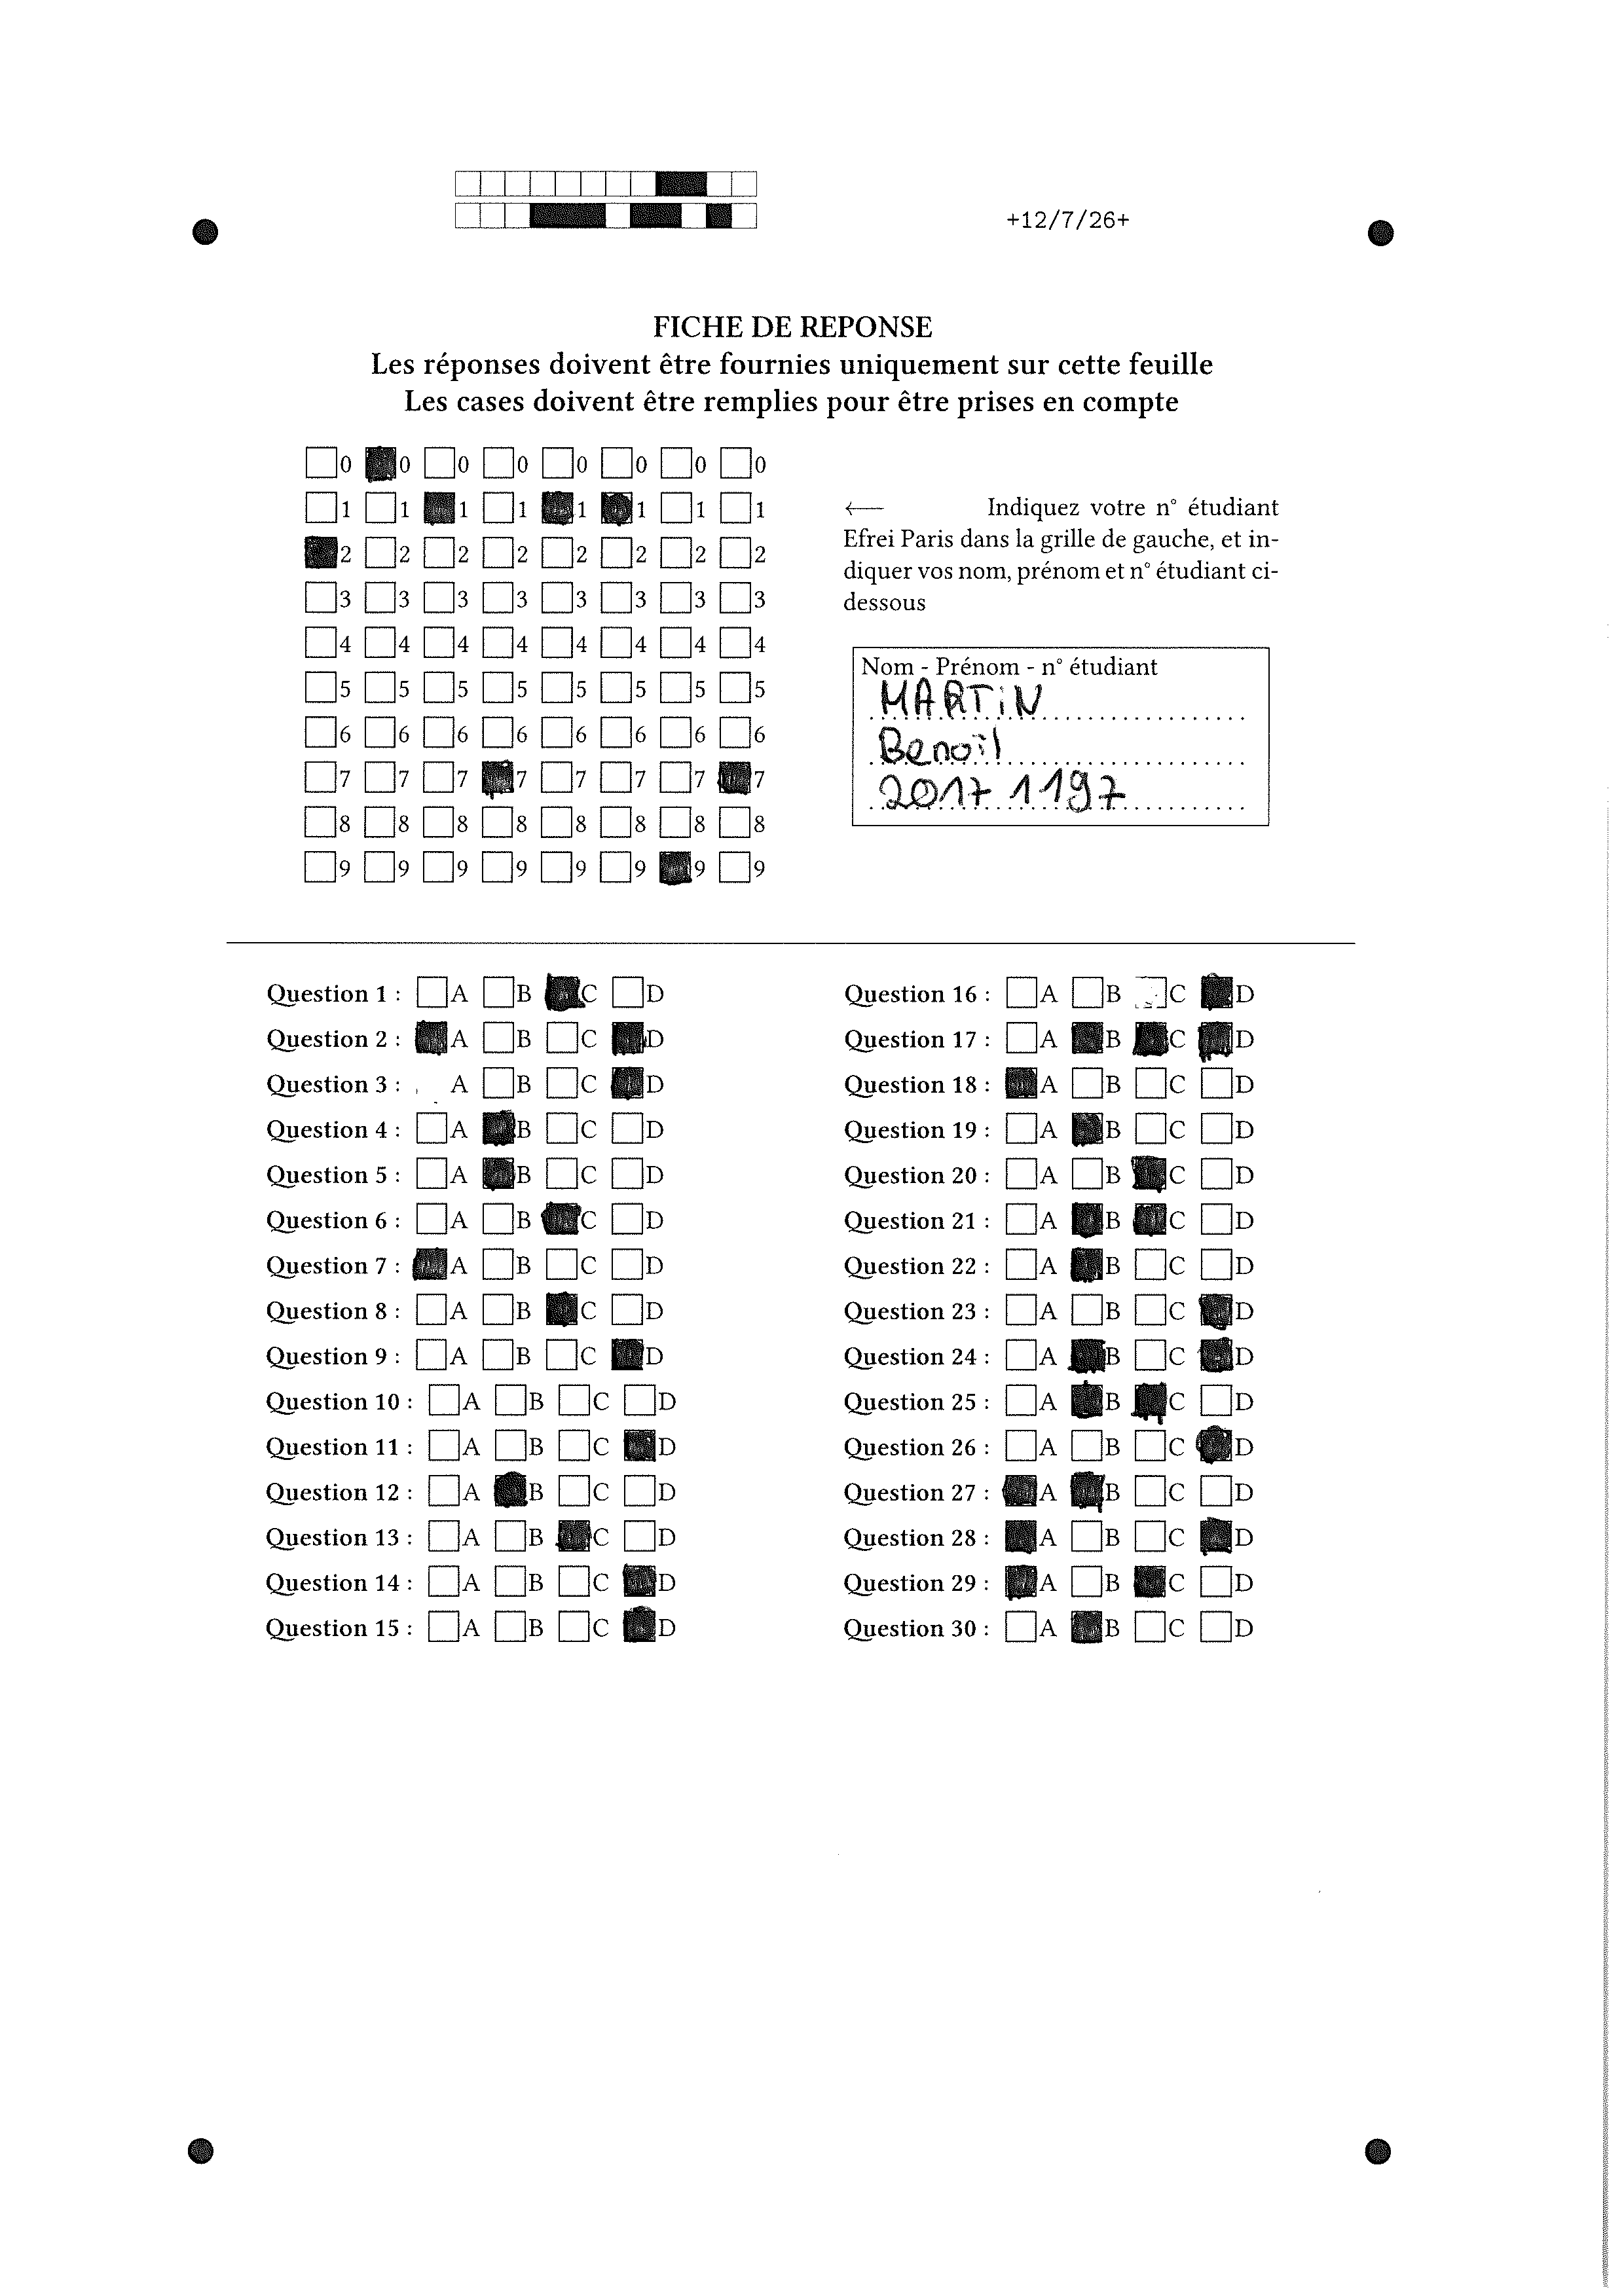 +12/7/26+
FICHE DE REPONSE
Les réponses doivent être fournies uniquement sur cette feuille
Les cases doivent être remplies pour être prises en compte
0 0 0 0 0 0 0 0
1 1 1 1 1 1 1 1
2 2 2 2 2 2 2 2
3 3 3 3 3 3 3 3
4 4 4 4 4 4 4 4
5 5 5 5 5 5 5 5
6 6 6 6 6 6 6 6
7 7 7 7 7 7 7 7
8 8 8 8 8 8 8 8
9 9 9 9 9 9 9 9
← Indiquez votre n° étudiant
Efrei Paris dans la grille de gauche, et in-
diquer vos nom, prénom et n° étudiant ci-
dessous
Nom - Prénom - n° étudiant
MARTiN
Benoît
2017 1197
Question 1 : A B C D
Question 2 : A B C D
Question 3 : A B C D
Question 4 : A B C D
Question 5 : A B C D
Question 6 : A B C D
Question 7 : A B C D
Question 8 : A B C D
Question 9 : A B C D
Question 10 : A B C D
Question 11 : A B C D
Question 12 : A B C D
Question 13 : A B C D
Question 14 : A B C D
Question 15 : A B C D
Question 16 : A B C D
Question 17 : A B C D
Question 18 : A B C D
Question 19 : A B C D
Question 20 : A B C D
Question 21 : A B C D
Question 22 : A B C D
Question 23 : A B C D
Question 24 : A B C D
Question 25 : A B C D
Question 26 : A B C D
Question 27 : A B C D
Question 28 : A B C D
Question 29 : A B C D
Question 30 : A B C D